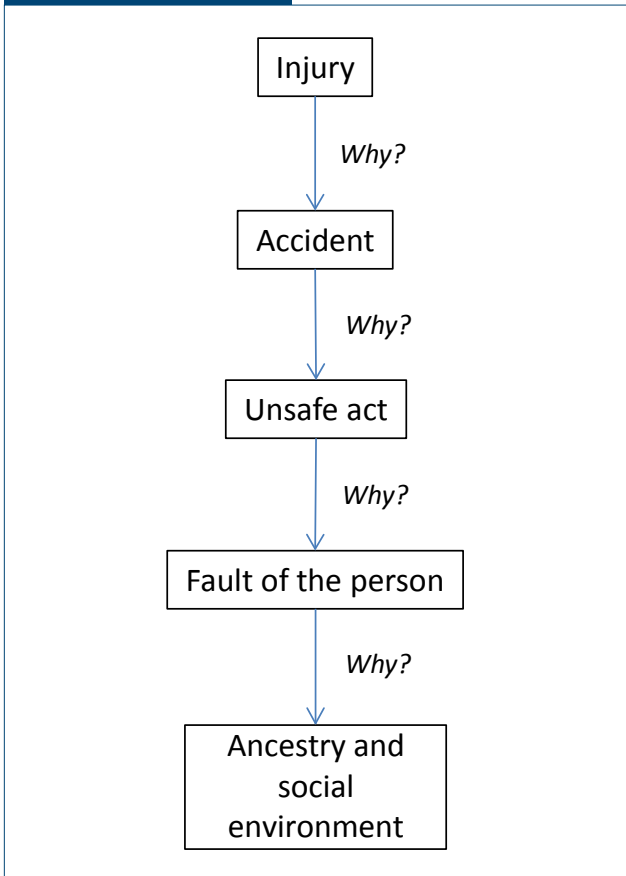 Injury
Why?
Accident
Why?
Unsafe act
Why?
Fault of the person
Why?
Ancestry and
social
environment